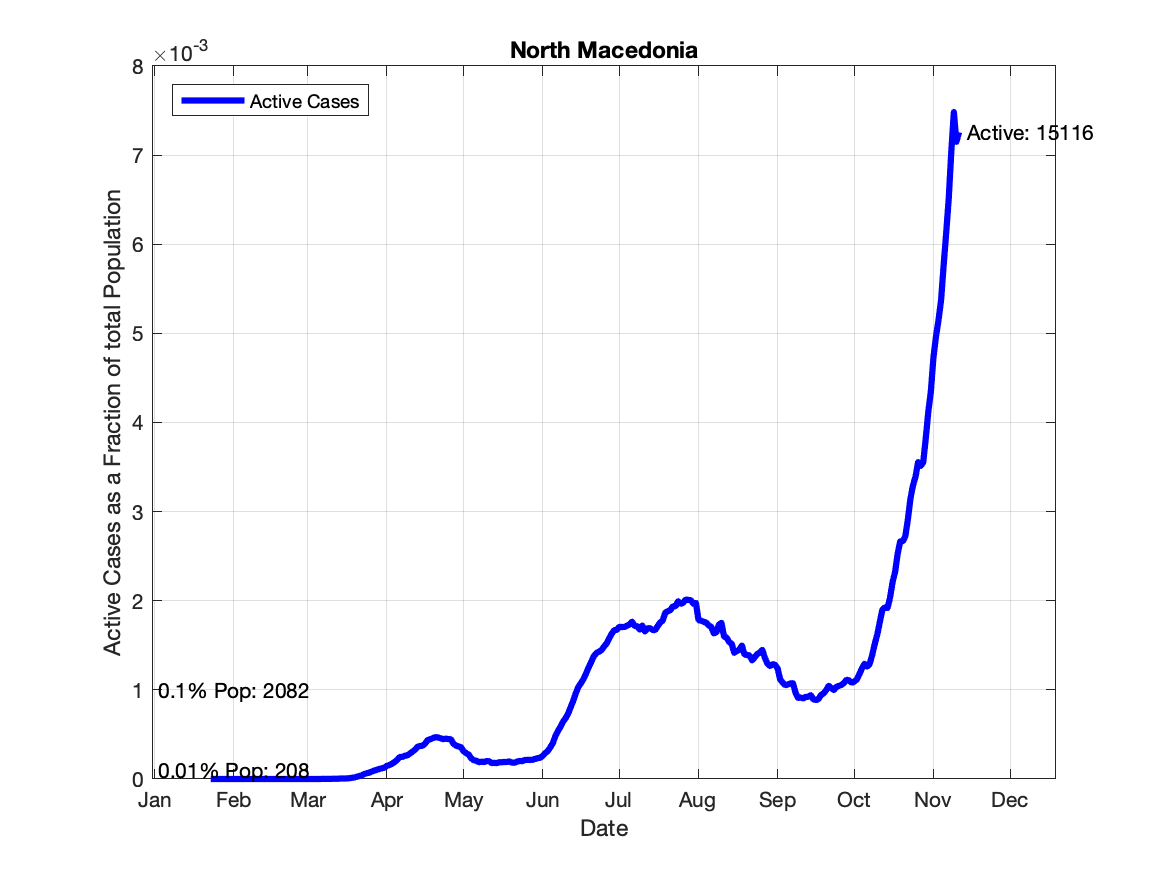 North Macedonia
×10-3
Active Cases
Active: 15116
8
7
6
5
4
3
2
1
0
Active Cases as a Fraction of total Population
0.1% Pop: 2082
0.01% Pop: 208
Jan Feb Mar Apr May Jun Jul Aug Sep Oct Nov Dec
Date